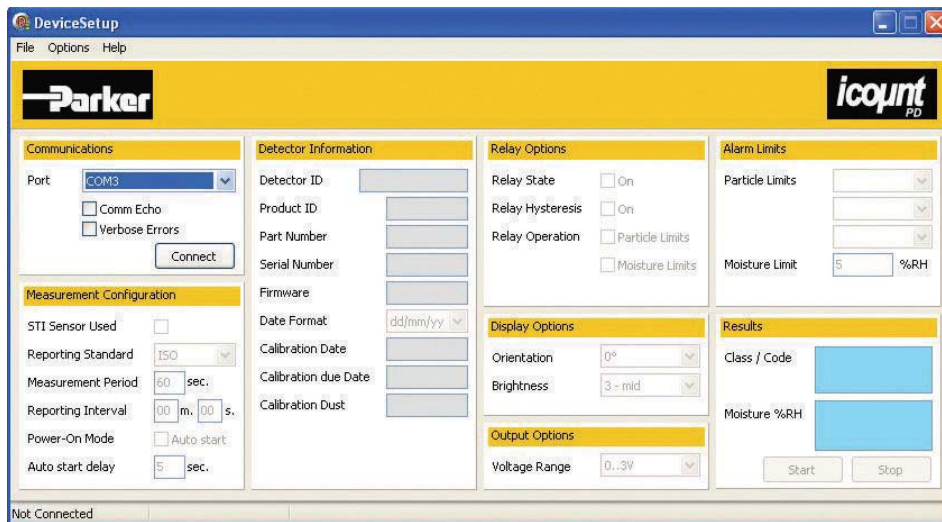 DeviceSetup
File Options Help
Parker
icount
PD
Communications
Port COM3
Comm Echo
Verbose Errors
Connect
Measurement Configuration
STI Sensor Used
Reporting Standard ISO
Measurement Period 60 sec.
Reporting Interval 00 m. 00 s.
Power-On Mode Auto start
Auto start delay 5 sec.
Detector Information
Detector ID
Product ID
Part Number
Serial Number
Firmware
Date Format dd/mm/yy
Calibration Date
Calibration due Date
Calibration Dust
Relay Options
Relay State On
Relay Hysteresis On
Relay Operation Particle Limits
Moisture Limits
Display Options
Orientation 0°
Brightness 3 - mid
Output Options
Voltage Range 0..3V
Alarm Limits
Particle Limits
Moisture Limit 5 %RH
Results
Class / Code
Moisture %RH
Start Stop
Not Connected